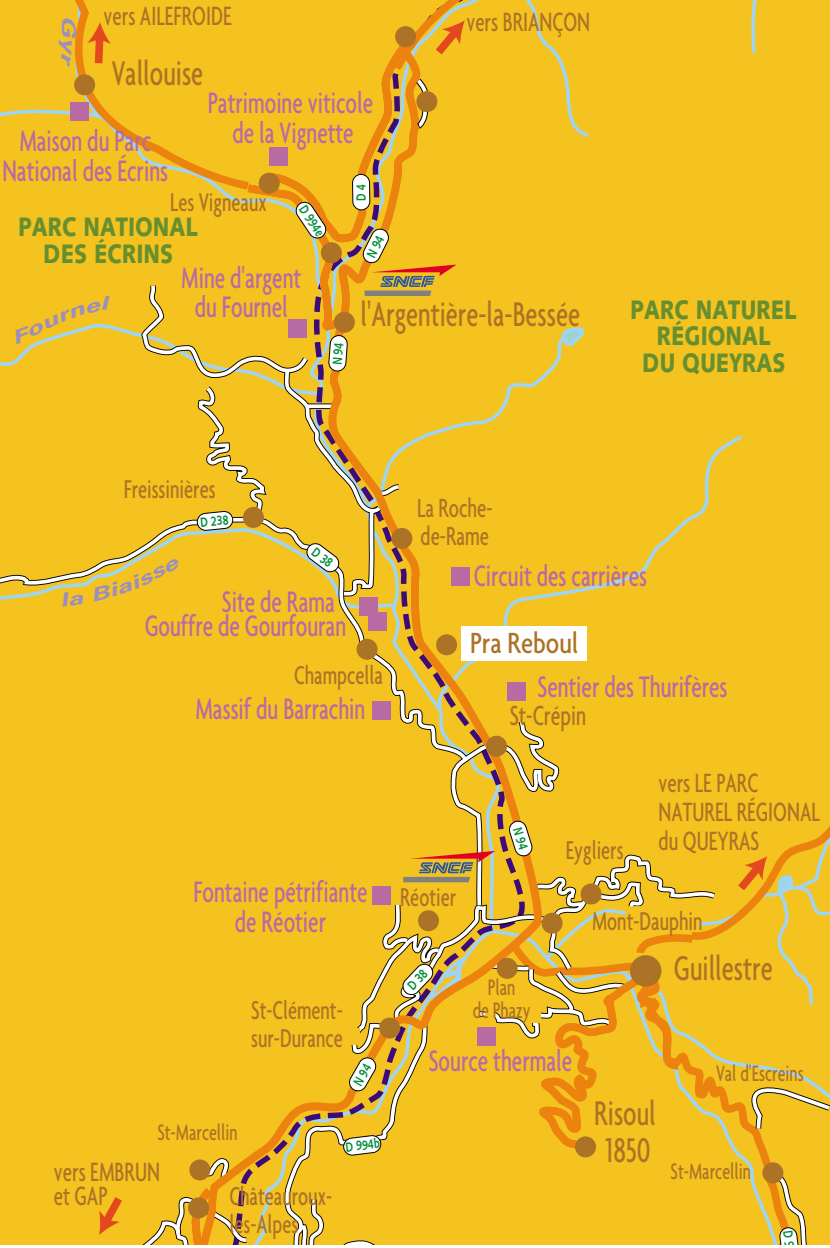 vers AILEFROIDE
vers BRIANÇON
Gyr
Vallouise
Patrimoine viticole
de la Vignette
Maison du Parc
National des Écrins
Les Vigneaux
D 4
D 994e
N 94
PARC NATIONAL
DES ÉCRINS
Mine d'argent
du Fournel
SNCF
l'Argentière-la-Bessée
Fournel
N 94
PARC NATUREL
RÉGIONAL
DU QUEYRAS
Freissinières
D 238
D 38
la Biaisse
La Roche-
de-Rame
Circuit des carrières
Site de Rama
Gouffre de Gourfouran
Pra Reboul
Champcella
Sentier des Thurifères
Massif du Barrachin
St-Crépin
vers LE PARC
NATUREL RÉGIONAL
du QUEYRAS
N 94
Eygliers
SNCF
Fontaine pétrifiante
de Réotier
Réotier
Mont-Dauphin
Guillestre
D 38
Plan
de Phazy
St-Clément-
sur-Durance
Source thermale
N 94
Val d'Escreins
Risoul
1850
St-Marcellin
D 994b
vers EMBRUN
et GAP
Châteauroux-
les-Alpes
St-Marcellin